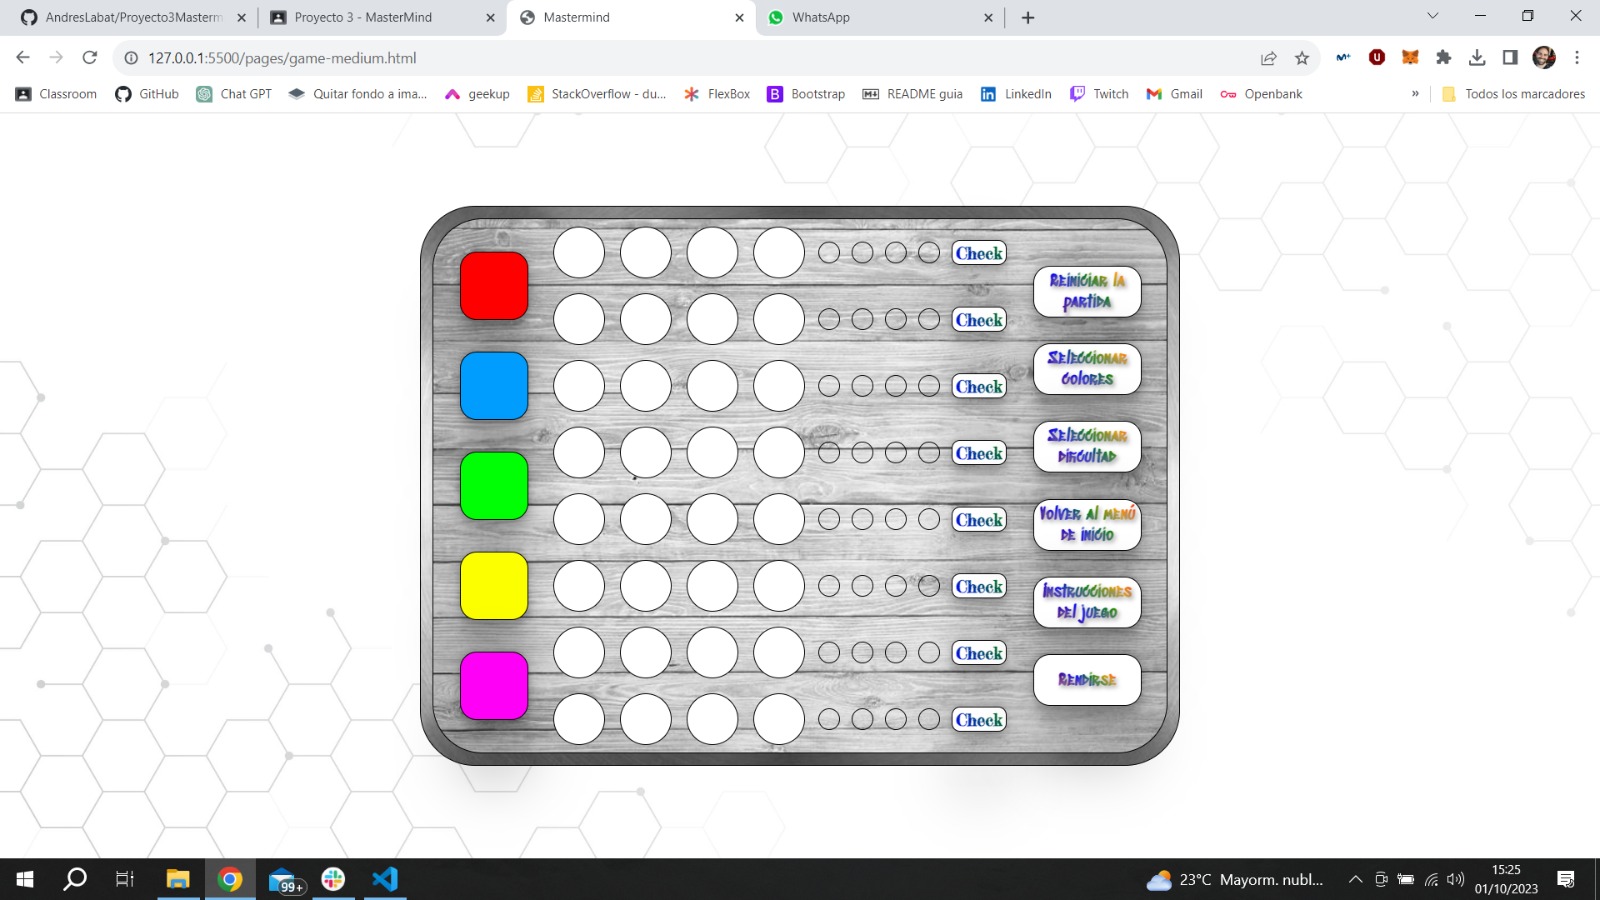 AndresLabat/Proyecto3Masterm
Proyecto 3 - MasterMind
Mastermind
WhatsApp
127.0.0.1:5500/pages/game-medium.html
Classroom
GitHub
Chat GPT
Quitar fondo a ima...
geekup
StackOverflow - du...
FlexBox
Bootstrap
README guia
LinkedIn
Twitch
Gmail
Openbank
»
Todos los marcadores
Check
Check
Check
Check
Check
Check
Check
Check
Reiniciar la
partida
Seleccionar
colores
Seleccionar
dificultad
Volver al menú
de inicio
Instrucciones
del juego
Rendirse
99+
23°C Mayorm. nubl...
15:25
01/10/2023